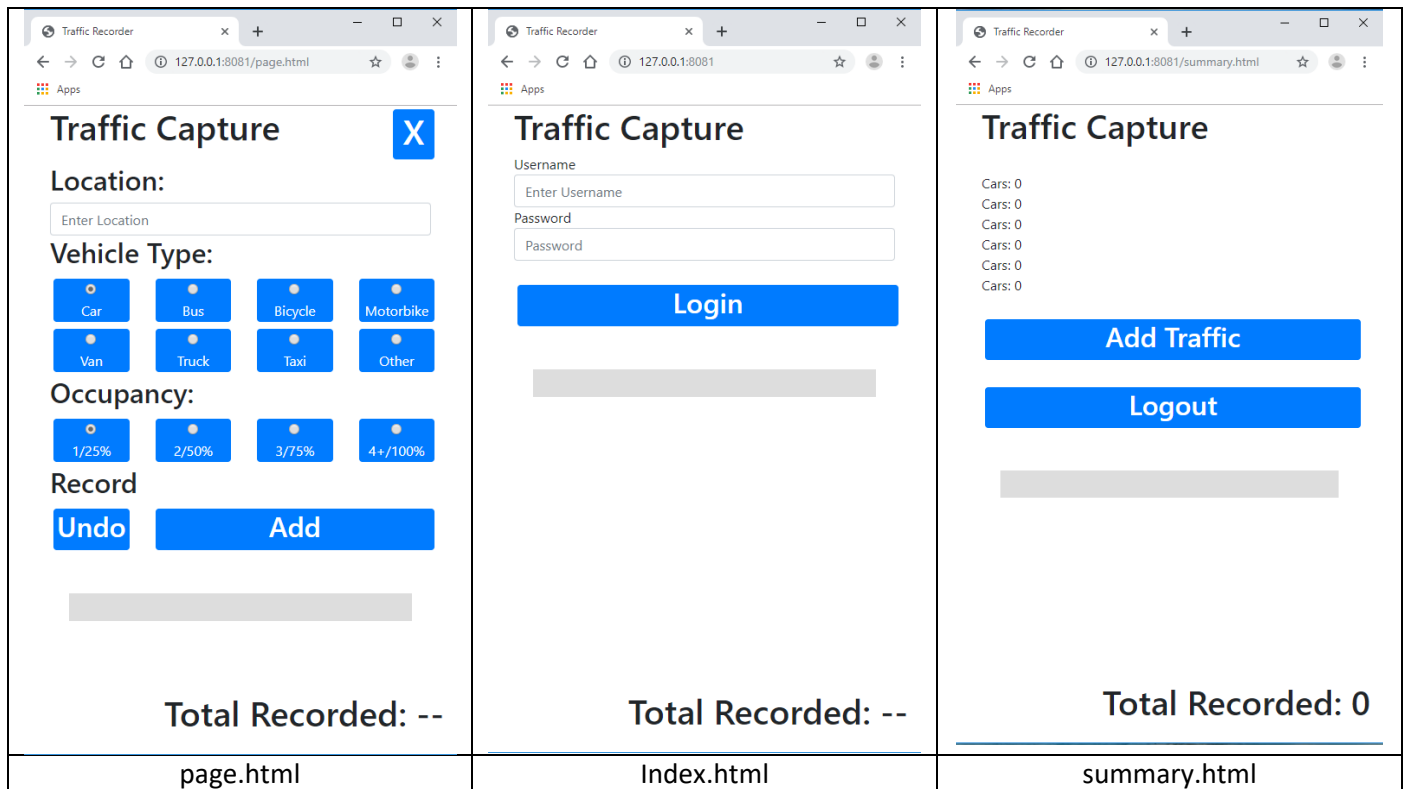 Traffic Recorder
127.0.0.1:8081/page.html
Apps
Traffic Capture
X
Location:
Enter Location
Vehicle Type:
Car Bus Bicycle Motorbike
Van Truck Taxi Other
Occupancy:
1/25% 2/50% 3/75% 4+/100%
Record
Undo Add
Total Recorded: --
page.html
Traffic Recorder
127.0.0.1:8081
Apps
Traffic Capture
Username
Enter Username
Password
Password
Login
Total Recorded: --
Index.html
Traffic Recorder
127.0.0.1:8081/summary.html
Apps
Traffic Capture
Cars: 0
Cars: 0
Cars: 0
Cars: 0
Cars: 0
Cars: 0
Add Traffic
Logout
Total Recorded: 0
summary.html